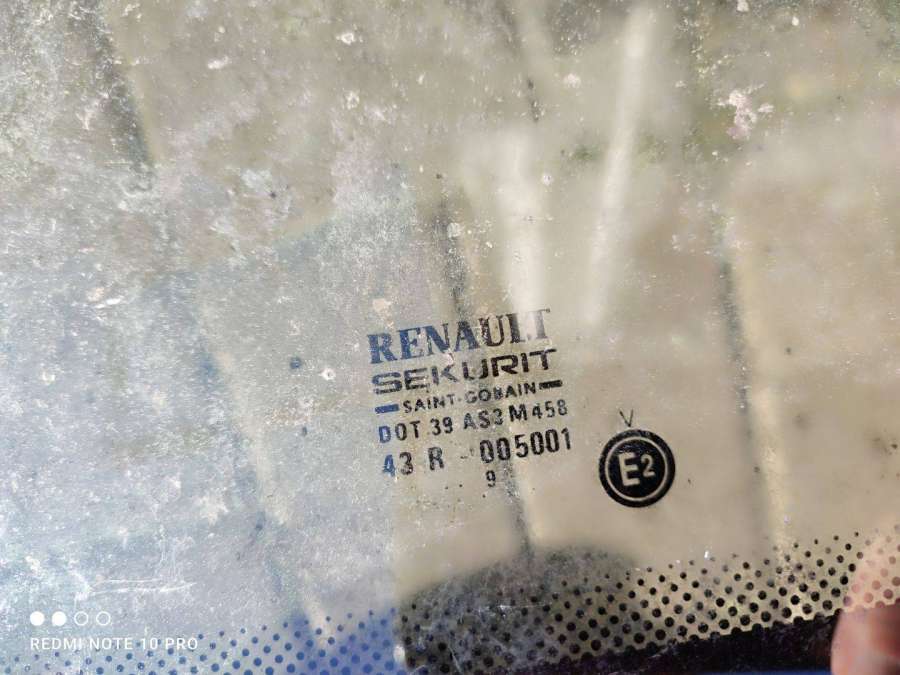 RENAULT
SEKURIT
SAINT-GOBAIN
DOT 39 AS3 M458
43 R - 005001
9
V
E2
REDMI NOTE 10 PRO